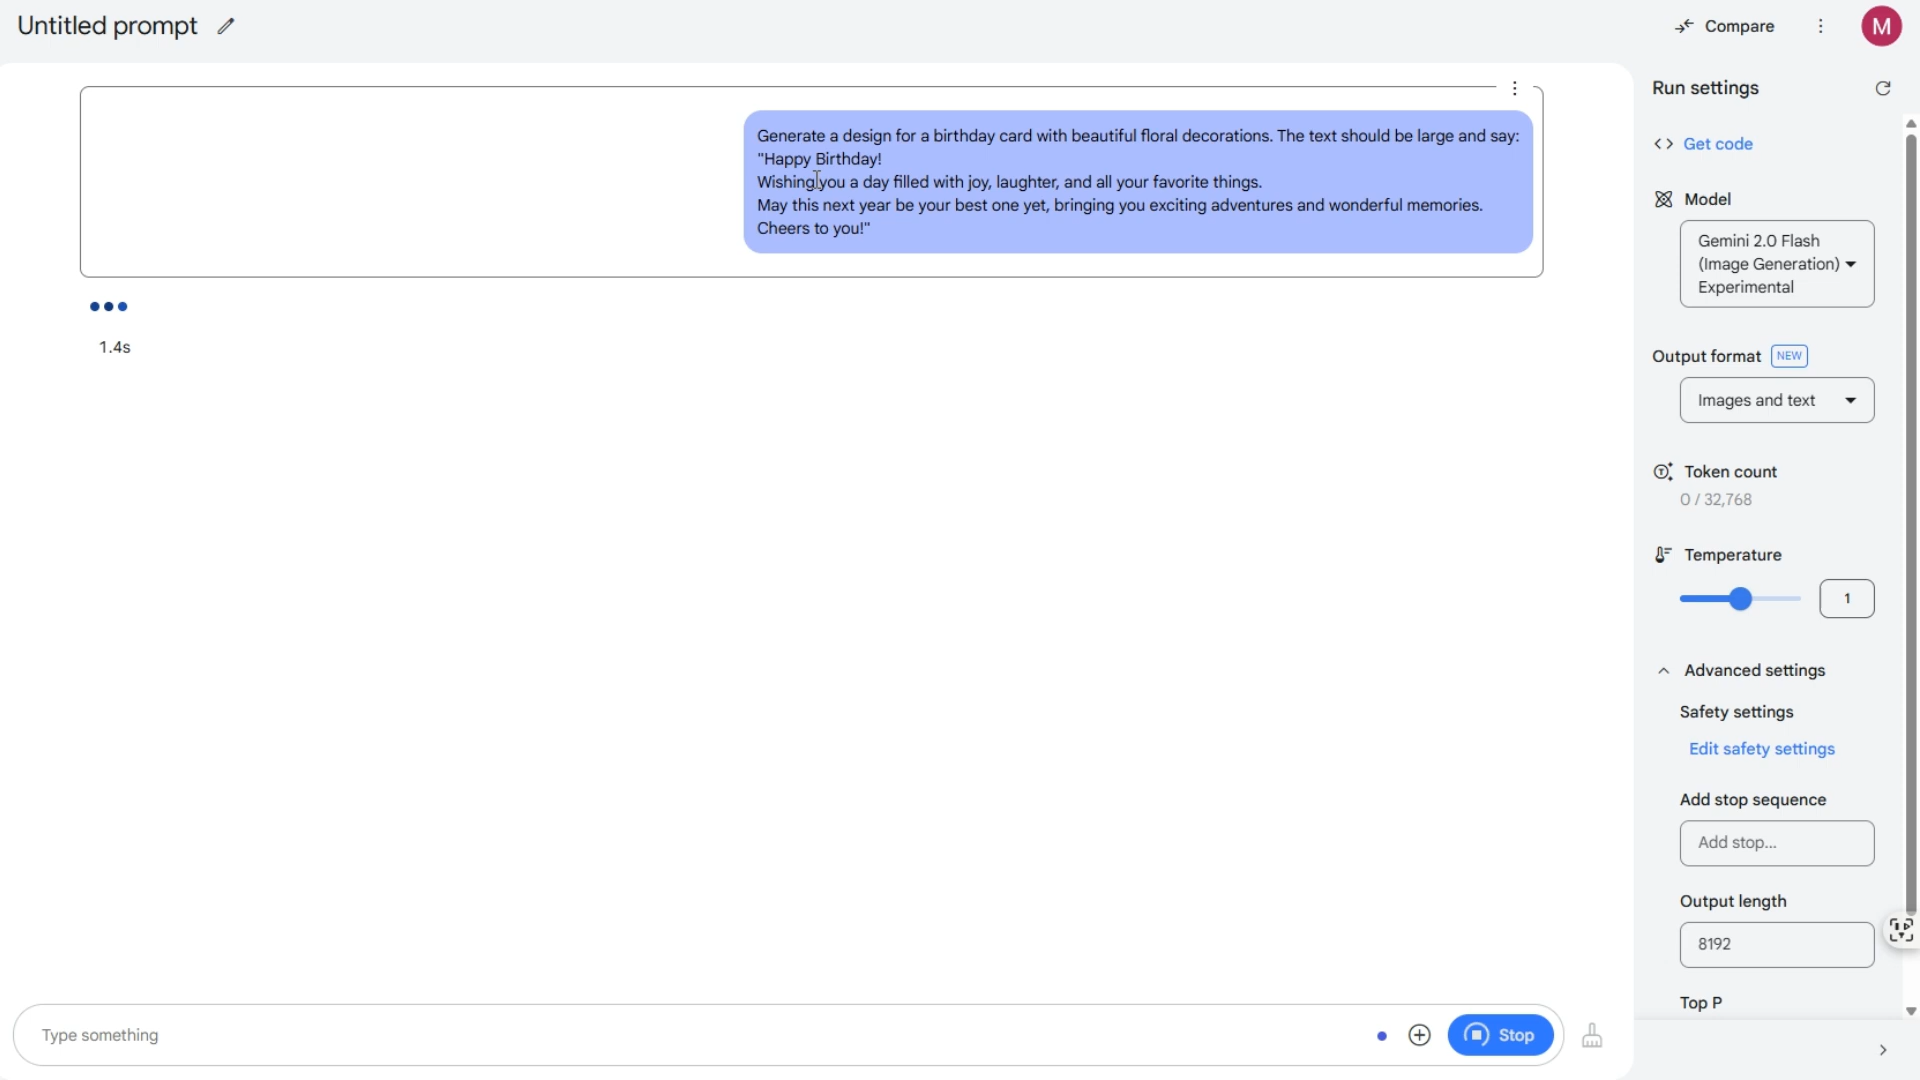 Untitled prompt
Compare
M
Generate a design for a birthday card with beautiful floral decorations. The text should be large and say:
"Happy Birthday!
Wishing you a day filled with joy, laughter, and all your favorite things.
May this next year be your best one yet, bringing you exciting adventures and wonderful memories.
Cheers to you!"
1.4s
Type something
Stop
Run settings
Get code
Model
Gemini 2.0 Flash
(Image Generation)
Experimental
Output format NEW
Images and text
Token count
0 / 32,768
Temperature
1
Advanced settings
Safety settings
Edit safety settings
Add stop sequence
Add stop...
Output length
8192
Top P